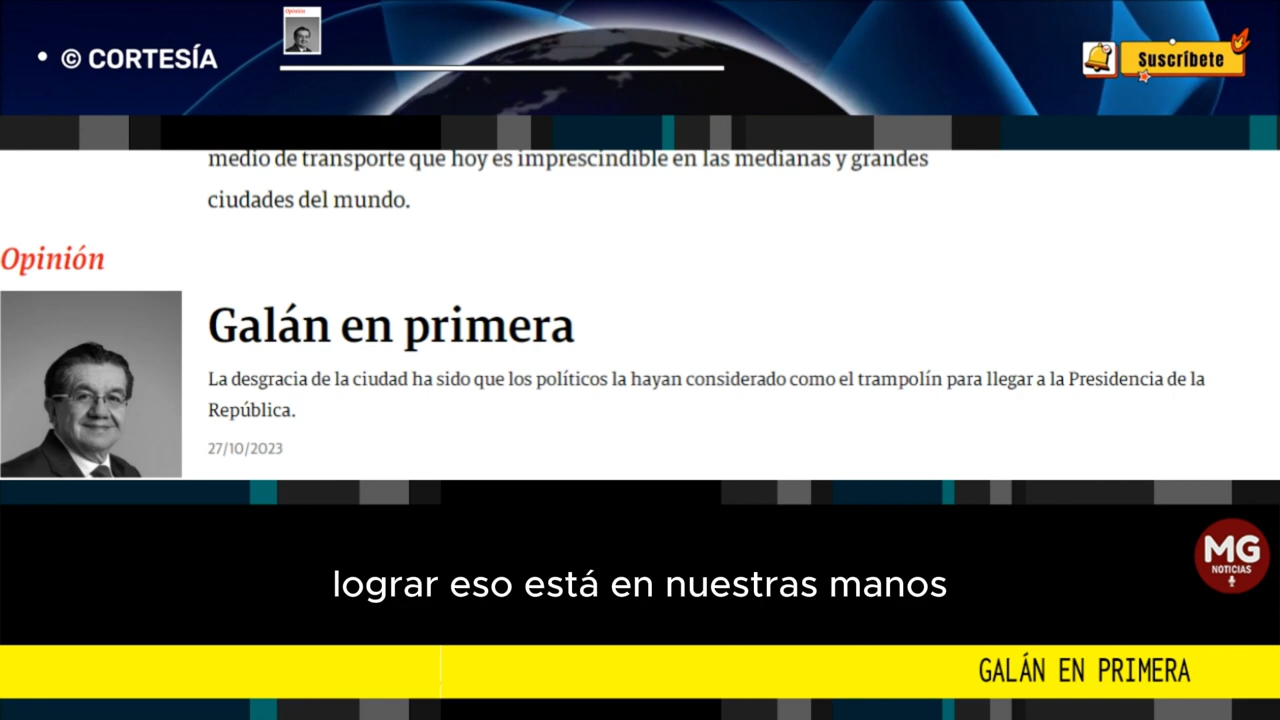 Opinión
• © CORTESÍA
Suscríbete
medio de transporte que hoy es imprescindible en las medianas y grandes
ciudades del mundo.
Opinión
Galán en primera
La desgracia de la ciudad ha sido que los políticos la hayan considerado como el trampolín para llegar a la Presidencia de la
República.
27/10/2023
MG
NOTICIAS
lograr eso está en nuestras manos
GALÁN EN PRIMERA